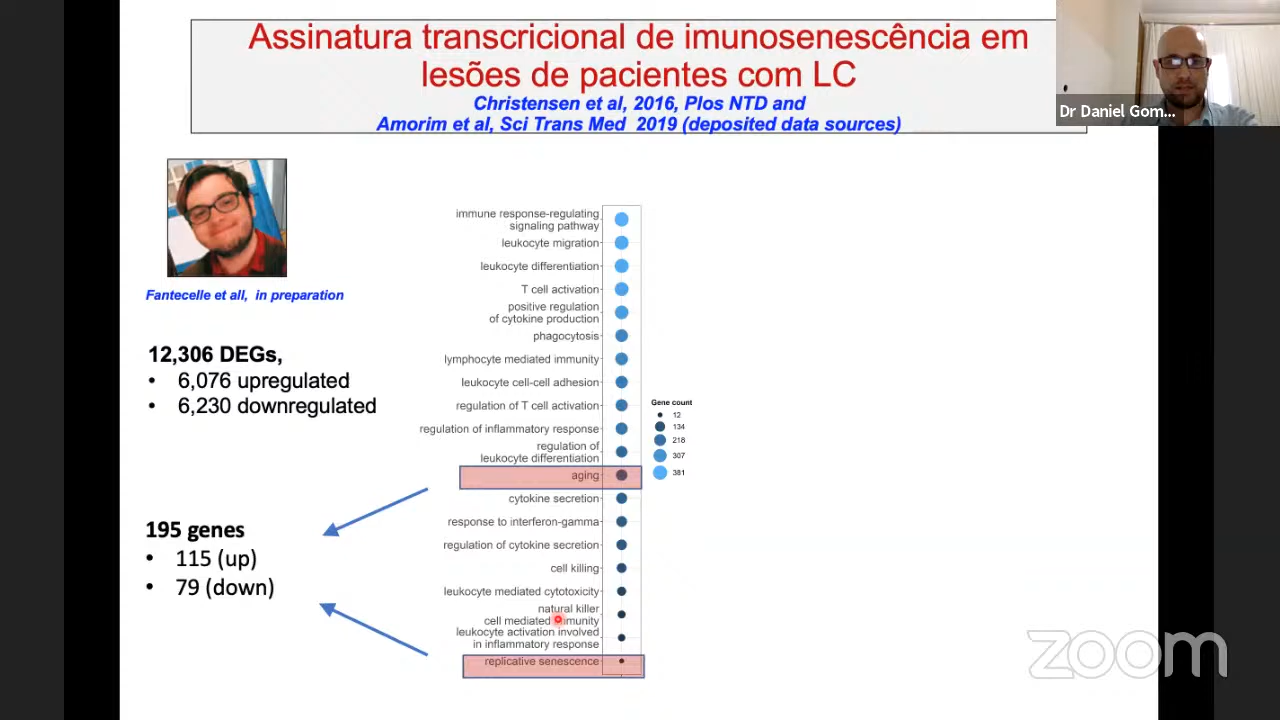 Assinatura transcricional de imunosenescência em
lesões de pacientes com LC
Christensen et al, 2016, Plos NTD and
Amorim et al, Sci Trans Med 2019 (deposited data sources)
Dr Daniel Gom...
Fantecelle et all, in preparation
12,306 DEGs,
• 6,076 upregulated
• 6,230 downregulated
195 genes
• 115 (up)
• 79 (down)
immune response-regulating
signaling pathway
leukocyte migration
leukocyte differentiation
T cell activation
positive regulation
of cytokine production
phagocytosis
lymphocyte mediated immunity
leukocyte cell-cell adhesion
regulation of T cell activation
regulation of inflammatory response
regulation of
leukocyte differentiation
aging
cytokine secretion
response to interferon-gamma
regulation of cytokine secretion
cell killing
leukocyte mediated cytotoxicity
natural killer
cell mediated immunity
leukocyte activation involved
in inflammatory response
replicative senescence
Gene count
12
134
218
307
381
zoom